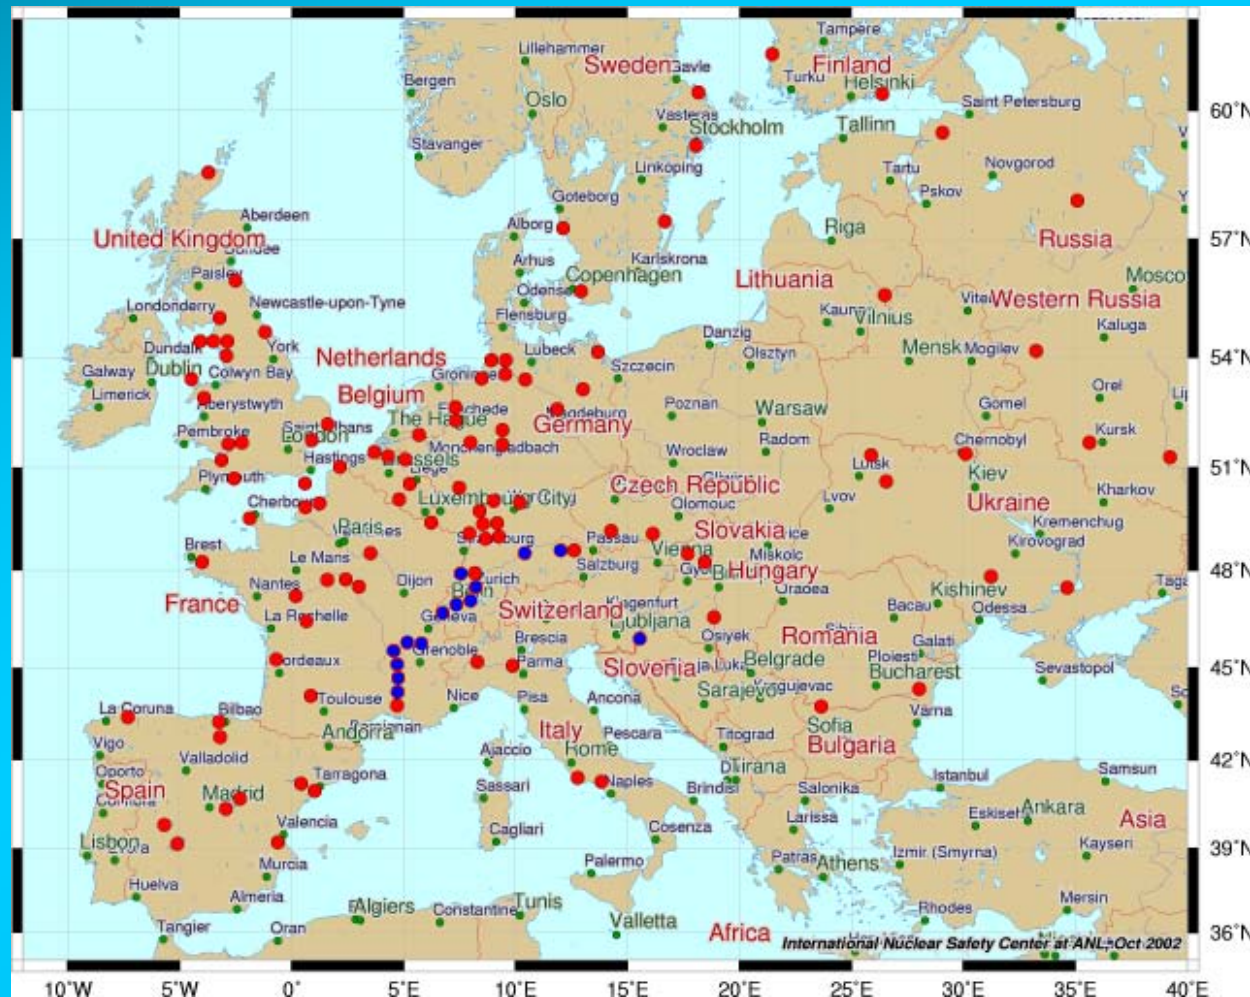 Tampere
Lillehammer
Sweden
Finland
Bergen
Turku
Helsinki
Oslo
Saint Petersburg
60°N
Vasteras
Stockholm
Tallinn
Stavanger
Linkoping
Tartu
Novgorod
Goteborg
Pskov
Aberdeen
Alborg
Riga
United Kingdom
Russia
57°N
Arhus
Karlskrona
Paisley
Copenhagen
Lithuania
Mosco
Odense
Western Russia
Londonderry
Newcastle-upon-Tyne
Flensburg
Vilnius
Kaluga
Danzig
Dundalk
York
Netherlands
Lubeck
Olsztyn
Mensk
Mogilev
54°N
Dublin
Galway
Colwyn Bay
Szczecin
Limerick
Belgium
Orel
Aberystwyth
Poznan
Warsaw
Gomel
The Hague
Germany
Pembroke
London
Radom
Chernobyl
Kursk
Monchengladbach
Wroclaw
Hastings
Lutsk
51°N
Plymouth
Kiev
Czech Republic
Kharkov
Cherbourg
Luxembourg
Olomouc
Lvov
Ukraine
Paris
Slovakia
Kremenchug
Brest
Le Mans
Passau
Vienna
Miskolc
Kirovograd
Salzburg
Hungary
48°N
Nantes
Dijon
Zurich
Kishinev
Oradea
France
Switzerland
Klagenfurt
Bacau
Odessa
La Rochelle
Geneva
Ljubljana
Romania
Brescia
Osiyek
Galati
Grenoble
Ploiesti
Bordeaux
Parma
Slovenia
Belgrade
Bucharest
Sevastopol
45°N
Toulouse
Nice
Pisa
Ancona
Sarajevo
La Coruna
Bilbao
Sofia
Varna
Andorra
Italy
Pescara
Bulgaria
Vigo
Titograd
Valladolid
Ajaccio
Rome
42°N
Oporto
Tarragona
Tirana
Istanbul
Samsun
Spain
Madrid
Sassari
Naples
Brindisi
Salonika
Ankara
Larissa
Asia
Valencia
Lisbon
Cagliari
Cosenza
Kayseri
39°N
Murcia
Palermo
Patras
Athens
Izmir (Smyrna)
Huelva
Almeria
Mersin
Algiers
Constantine
Tunis
Rhodes
Tangier
Oran
Valletta
Africa
36°N
International Nuclear Safety Center at ANL, Oct 2002
10°W 5°W 0° 5°E 10°E 15°E 20°E 25°E 30°E 35°E 40°E